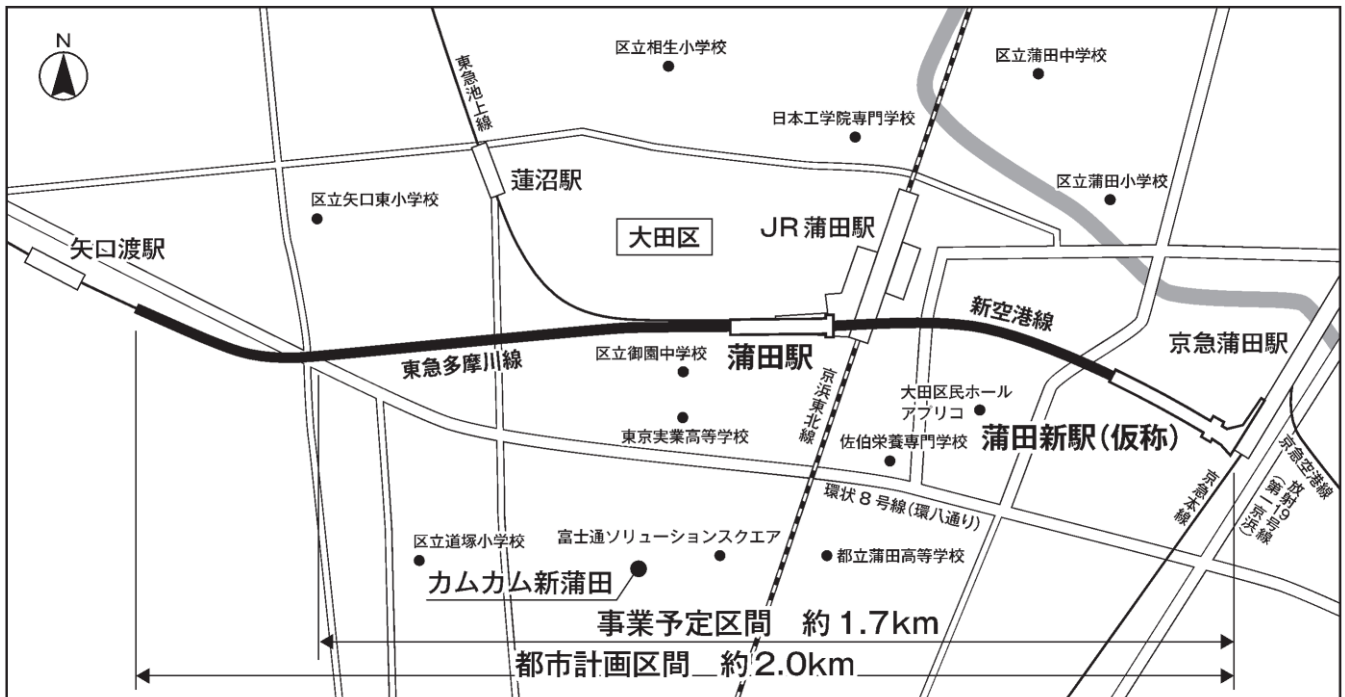 N
東急池上線
区立相生小学校
区立蒲田中学校
日本工学院専門学校
蓮沼駅
区立矢口東小学校
区立蒲田小学校
大田区
JR蒲田駅
矢口渡駅
新空港線
京急蒲田駅
東急多摩川線
区立御園中学校
蒲田駅
京浜東北線
大田区民ホール
アプリコ
東京実業高等学校
佐伯栄養専門学校
蒲田新駅(仮称)
京急空港線
京急本線
放射19号線
(第一京浜)
環状8号線(環八通り)
区立道塚小学校
富士通ソリューションスクエア
都立蒲田高等学校
カムカム新蒲田
事業予定区間 約1.7km
都市計画区間 約2.0km